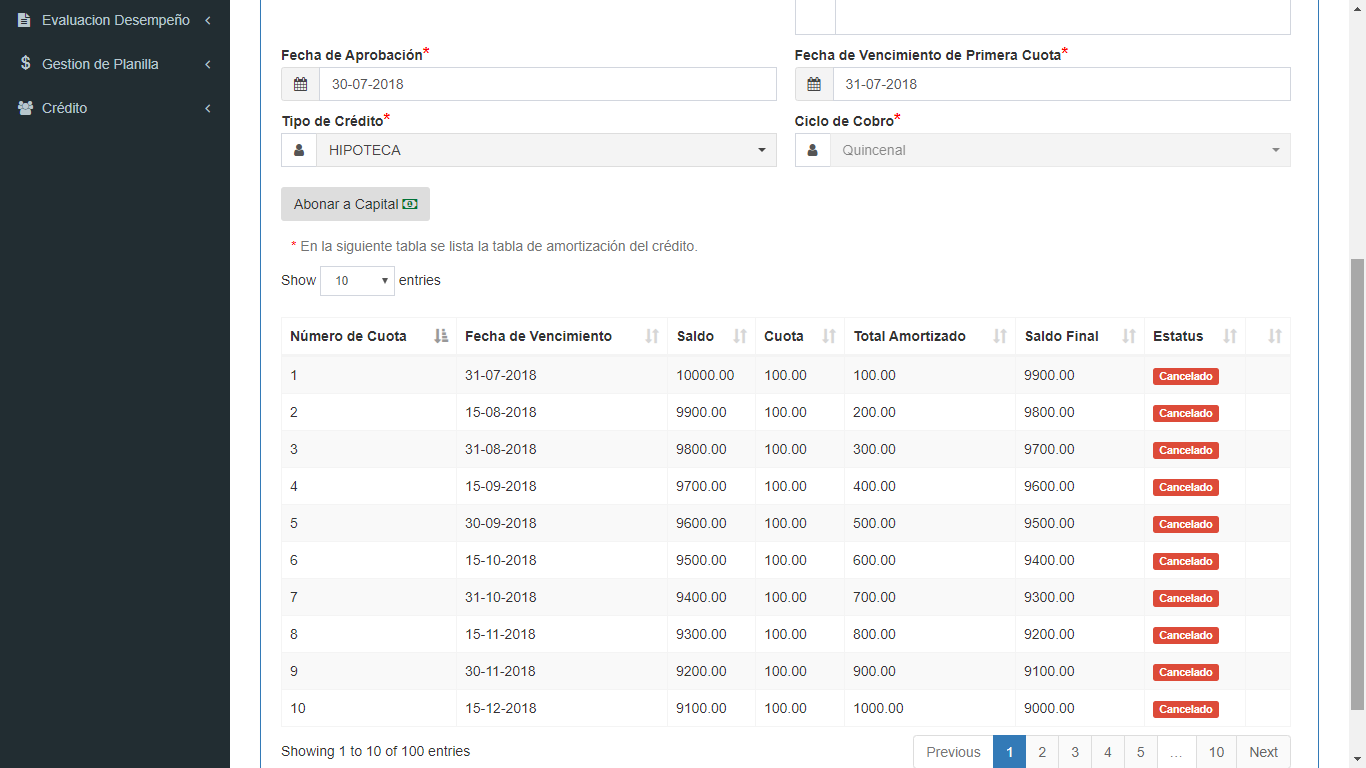 Evaluacion Desempeño
Gestion de Planilla
Crédito
Fecha de Aprobación* Fecha de Vencimiento de Primera Cuota*
30-07-2018 31-07-2018
Tipo de Crédito* Ciclo de Cobro*
HIPOTECA Quincenal
Abonar a Capital
* En la siguiente tabla se lista la tabla de amortización del crédito.
Show 10 entries
Número de Cuota Fecha de Vencimiento Saldo Cuota Total Amortizado Saldo Final Estatus
1 31-07-2018 10000.00 100.00 100.00 9900.00 Cancelado
2 15-08-2018 9900.00 100.00 200.00 9800.00 Cancelado
3 31-08-2018 9800.00 100.00 300.00 9700.00 Cancelado
4 15-09-2018 9700.00 100.00 400.00 9600.00 Cancelado
5 30-09-2018 9600.00 100.00 500.00 9500.00 Cancelado
6 15-10-2018 9500.00 100.00 600.00 9400.00 Cancelado
7 31-10-2018 9400.00 100.00 700.00 9300.00 Cancelado
8 15-11-2018 9300.00 100.00 800.00 9200.00 Cancelado
9 30-11-2018 9200.00 100.00 900.00 9100.00 Cancelado
10 15-12-2018 9100.00 100.00 1000.00 9000.00 Cancelado
Showing 1 to 10 of 100 entries Previous 1 2 3 4 5 … 10 Next